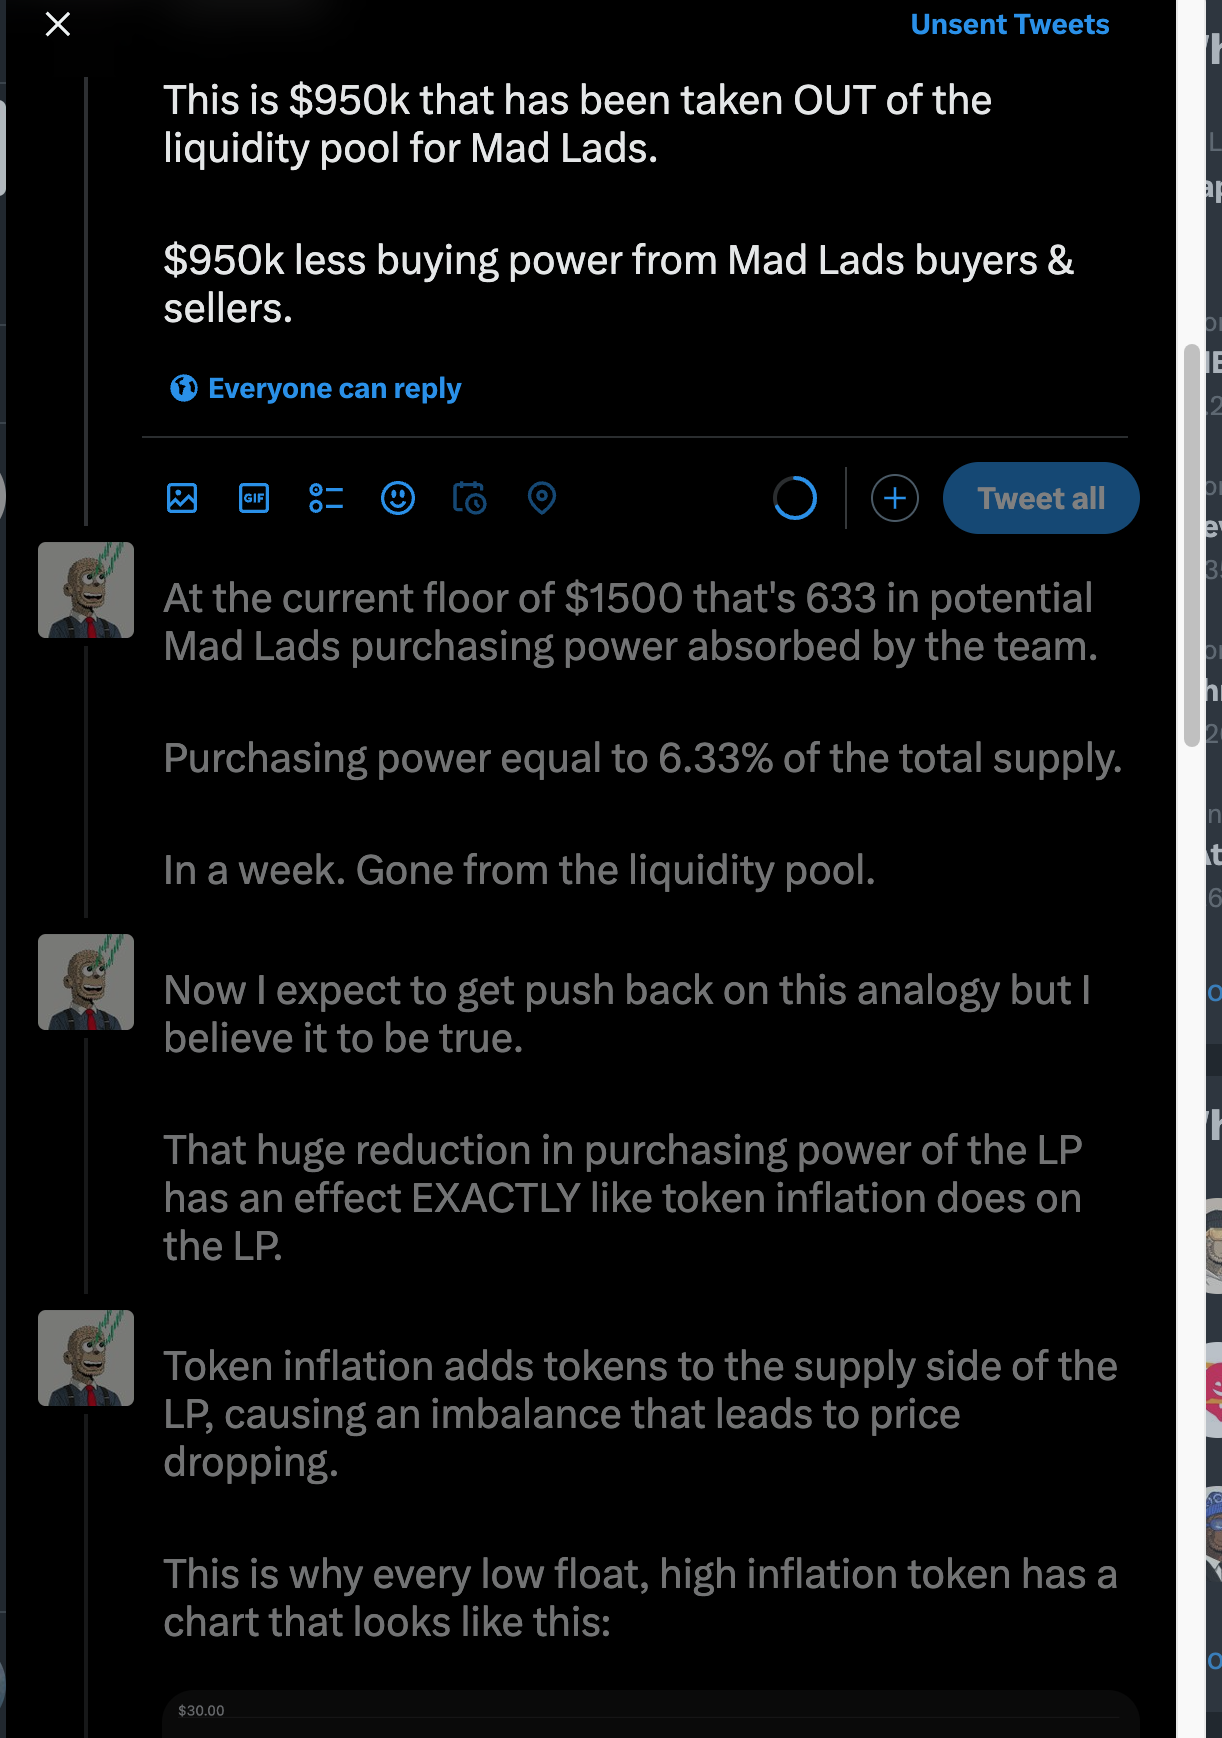 Unsent Tweets
This is $950k that has been taken OUT of the
liquidity pool for Mad Lads.
$950k less buying power from Mad Lads buyers &
sellers.
Everyone can reply
GIF
Tweet all
At the current floor of $1500 that's 633 in potential
Mad Lads purchasing power absorbed by the team.
Purchasing power equal to 6.33% of the total supply.
In a week. Gone from the liquidity pool.
Now I expect to get push back on this analogy but I
believe it to be true.
That huge reduction in purchasing power of the LP
has an effect EXACTLY like token inflation does on
the LP.
Token inflation adds tokens to the supply side of the
LP, causing an imbalance that leads to price
dropping.
This is why every low float, high inflation token has a
chart that looks like this:
$30.00